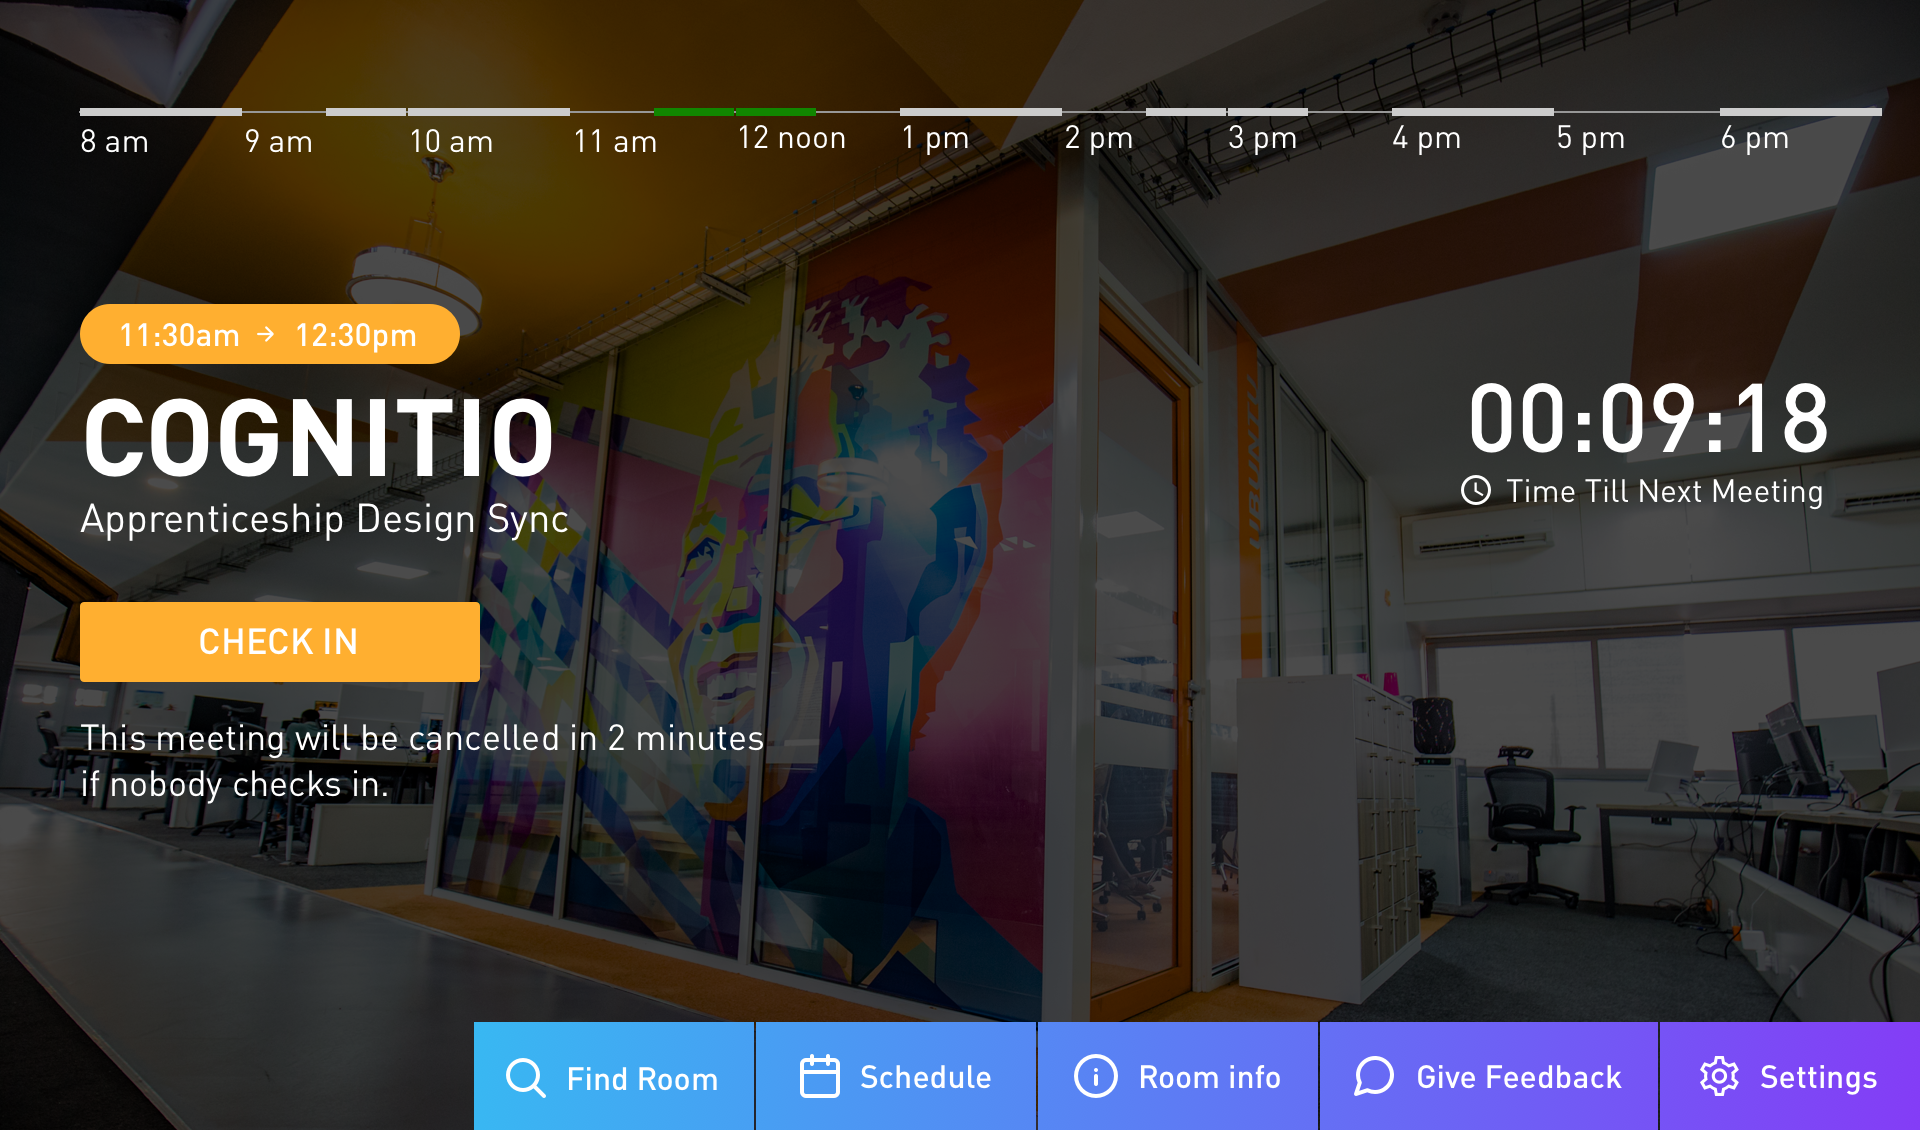 8 am 9 am 10 am 11 am 12 noon 1 pm 2 pm 3 pm 4 pm 5 pm 6 pm
11:30am → 12:30pm
COGNITIO
Apprenticeship Design Sync
CHECK IN
This meeting will be cancelled in 2 minutes
if nobody checks in.
00:09:18
Time Till Next Meeting
UBUNTU
Find Room Schedule Room info Give Feedback Settings